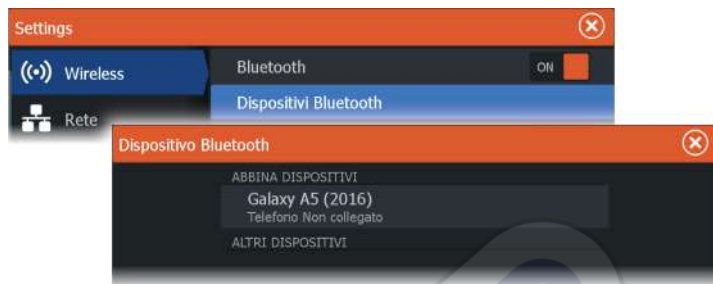 Settings
Wireless
Bluetooth
ON
Dispositivi Bluetooth
Rete
Dispositivo Bluetooth
ABBINA DISPOSITIVI
Galaxy A5 (2016)
Telefono Non collegato
ALTRI DISPOSITIVI